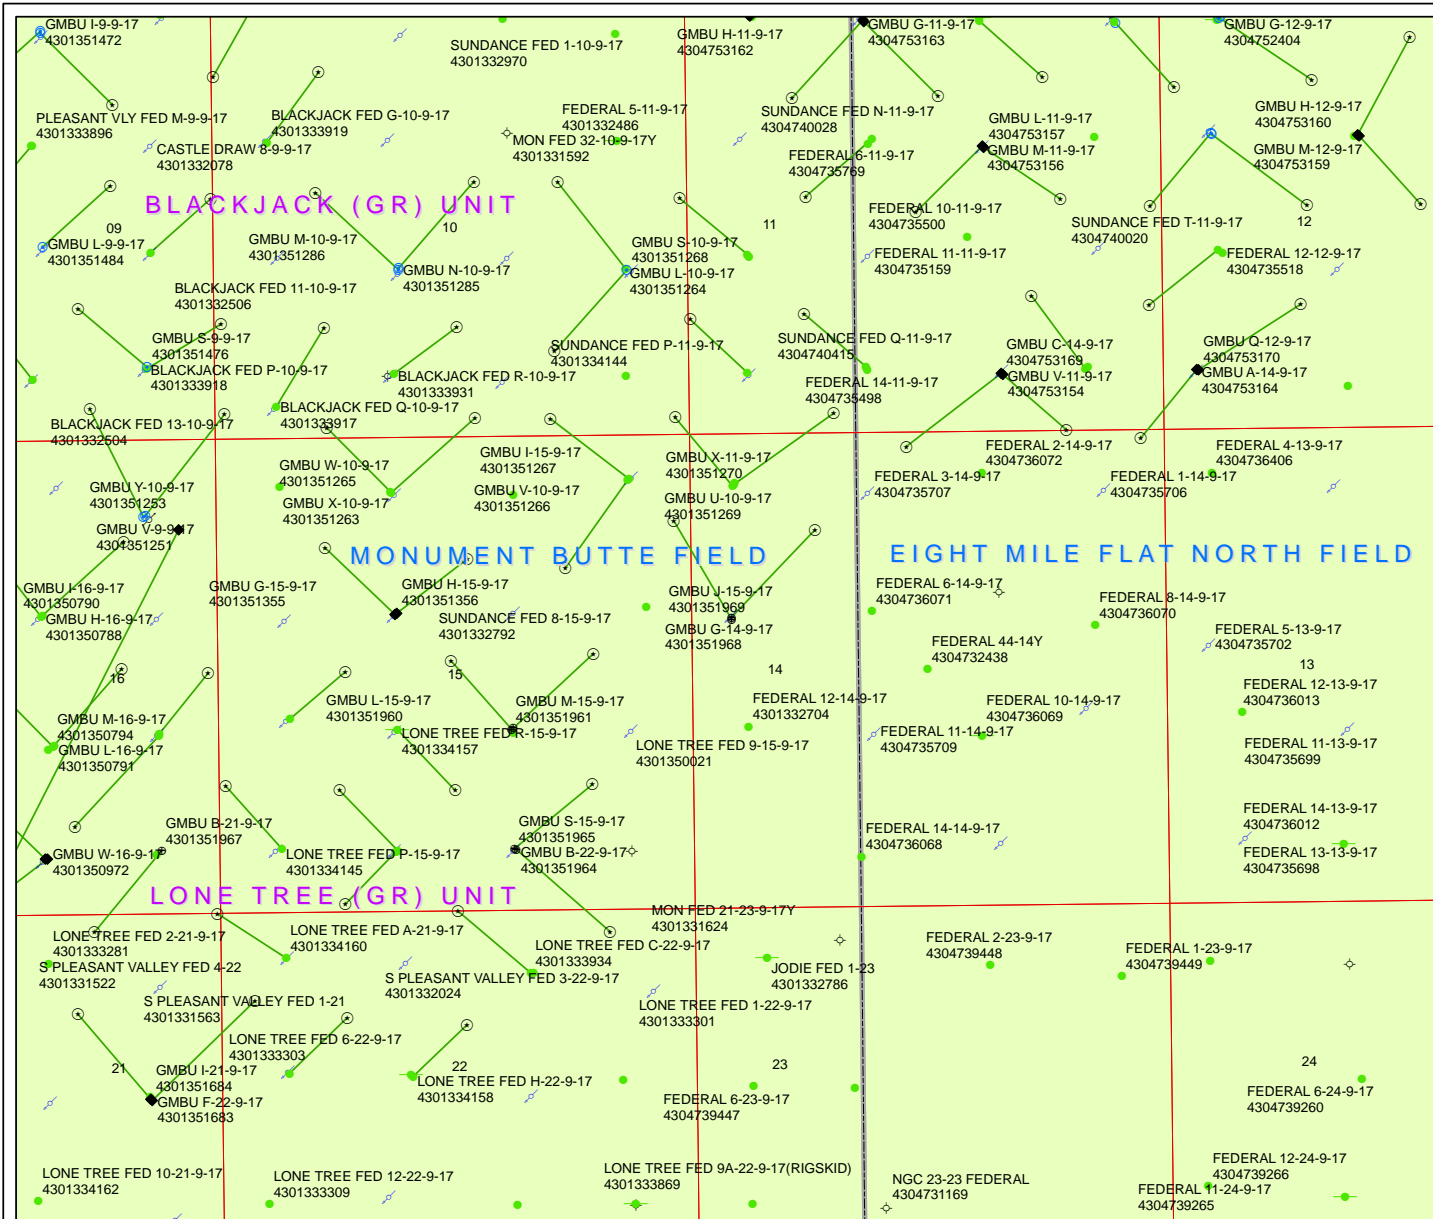 GMBU I-9-9-17
4301351472
SUNDANCE FED 1-10-9-17
4301332970
GMBU H-11-9-17
4304753162
GMBU G-11-9-17
4304753163
GMBU G-12-9-17
4304752404
PLEASANT VLY FED M-9-9-17
4301333896
BLACKJACK FED G-10-9-17
4301333919
FEDERAL 5-11-9-17
4301332486
SUNDANCE FED N-11-9-17
4304740028
GMBU L-11-9-17
4304753157
GMBU H-12-9-17
4304753160
CASTLE DRAW 8-9-9-17
4301332078
MON FED 32-10-9-17Y
4301331592
FEDERAL 6-11-9-17
4304735769
GMBU M-11-9-17
4304753156
GMBU M-12-9-17
4304753159
BLACKJACK (GR) UNIT
09
10
11
12
GMBU L-9-9-17
4301351484
GMBU M-10-9-17
4301351286
GMBU N-10-9-17
4301351285
GMBU S-10-9-17
4301351268
GMBU L-10-9-17
4301351264
FEDERAL 10-11-9-17
4304735500
SUNDANCE FED T-11-9-17
4304740020
FEDERAL 11-11-9-17
4304735159
FEDERAL 12-12-9-17
4304735518
BLACKJACK FED 11-10-9-17
4301332506
GMBU S-9-9-17
4301351476
BLACKJACK FED P-10-9-17
4301333918
BLACKJACK FED R-10-9-17
4301333931
SUNDANCE FED P-11-9-17
4301334144
SUNDANCE FED Q-11-9-17
4304740415
GMBU C-14-9-17
4304753169
GMBU V-11-9-17
4304753154
GMBU Q-12-9-17
4304753170
GMBU A-14-9-17
4304753164
FEDERAL 14-11-9-17
4304735498
BLACKJACK FED Q-10-9-17
4301333917
BLACKJACK FED 13-10-9-17
4301332504
GMBU W-10-9-17
4301351265
GMBU I-15-9-17
4301351267
GMBU X-11-9-17
4301351270
FEDERAL 3-14-9-17
4304735707
FEDERAL 2-14-9-17
4304736072
FEDERAL 1-14-9-17
4304735706
FEDERAL 4-13-9-17
4304736406
GMBU Y-10-9-17
4301351253
GMBU X-10-9-17
4301351263
GMBU V-10-9-17
4301351266
GMBU U-10-9-17
4301351269
GMBU V-9-9-17
4301351251
MONUMENT BUTTE FIELD
EIGHT MILE FLAT NORTH FIELD
GMBU I-16-9-17
4301350790
GMBU H-16-9-17
4301350788
GMBU G-15-9-17
4301351355
GMBU H-15-9-17
4301351356
SUNDANCE FED 8-15-9-17
4301332792
GMBU J-15-9-17
4301351969
GMBU G-14-9-17
4301351968
FEDERAL 6-14-9-17
4304736071
FEDERAL 8-14-9-17
4304736070
FEDERAL 5-13-9-17
4304735702
FEDERAL 44-14Y
4304732438
16
15
14
13
GMBU M-16-9-17
4301350794
GMBU L-16-9-17
4301350791
GMBU L-15-9-17
4301351960
GMBU M-15-9-17
4301351961
LONE TREE FED R-15-9-17
4301334157
LONE TREE FED 9-15-9-17
4301350021
FEDERAL 12-14-9-17
4301332704
FEDERAL 11-14-9-17
4304735709
FEDERAL 10-14-9-17
4304736069
FEDERAL 12-13-9-17
4304736013
FEDERAL 11-13-9-17
4304735699
GMBU B-21-9-17
4301351967
GMBU W-16-9-17
4301350972
LONE TREE FED P-15-9-17
4301334145
GMBU S-15-9-17
4301351965
GMBU B-22-9-17
4301351964
FEDERAL 14-14-9-17
4304736068
FEDERAL 14-13-9-17
4304736012
FEDERAL 13-13-9-17
4304735698
LONE TREE (GR) UNIT
LONE TREE FED 2-21-9-17
4301333281
LONE TREE FED A-21-9-17
4301334160
LONE TREE FED C-22-9-17
4301333934
MON FED 21-23-9-17Y
4301331624
JODIE FED 1-23
4301332786
FEDERAL 2-23-9-17
4304739448
FEDERAL 1-23-9-17
4304739449
S PLEASANT VALLEY FED 4-22
4301331522
S PLEASANT VALLEY FED 3-22-9-17
4301332024
S PLEASANT VALLEY FED 1-21
4301331563
LONE TREE FED 1-22-9-17
4301333301
LONE TREE FED 6-22-9-17
4301333303
21
22
23
24
GMBU I-21-9-17
4301351684
GMBU F-22-9-17
4301351683
LONE TREE FED H-22-9-17
4301334158
FEDERAL 6-23-9-17
4304739447
FEDERAL 6-24-9-17
4304739260
LONE TREE FED 10-21-9-17
4301334162
LONE TREE FED 12-22-9-17
4301333309
LONE TREE FED 9A-22-9-17(RIGSKID)
4301333869
NGC 23-23 FEDERAL
4304731169
FEDERAL 12-24-9-17
4304739266
FEDERAL 11-24-9-17
4304739265